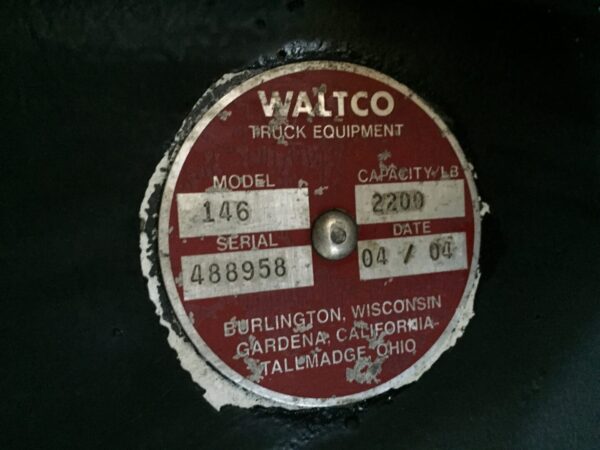 WALTCO
TRUCK EQUIPMENT
MODEL CAPACITY/LB
146 2200
SERIAL DATE
488958 04 / 04
BURLINGTON, WISCONSIN
GARDENA, CALIFORNIA
TALLMADGE, OHIO